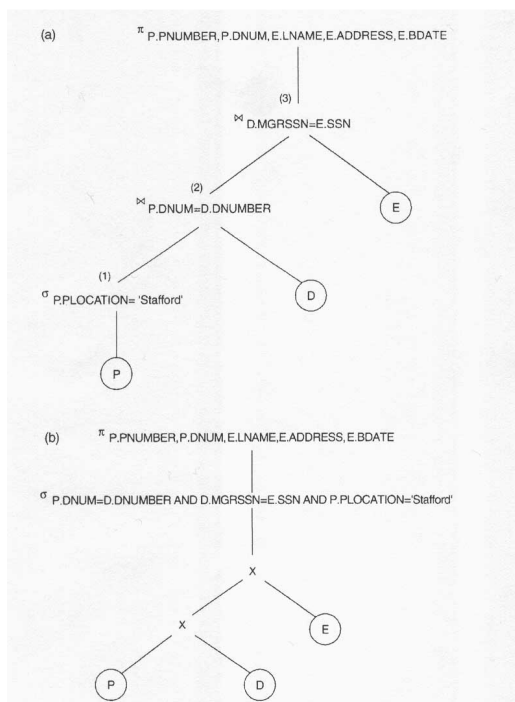 (a)
π P.PNUMBER, P.DNUM, E.LNAME, E.ADDRESS, E.BDATE
(3)
⋈ D.MGRSSN=E.SSN
(2)
⋈ P.DNUM=D.DNUMBER
E
(1)
σ P.PLOCATION= 'Stafford'
D
P
(b)
π P.PNUMBER, P.DNUM, E.LNAME, E.ADDRESS, E.BDATE
σ P.DNUM=D.DNUMBER AND D.MGRSSN=E.SSN AND P.PLOCATION='Stafford'
X
X
E
P
D